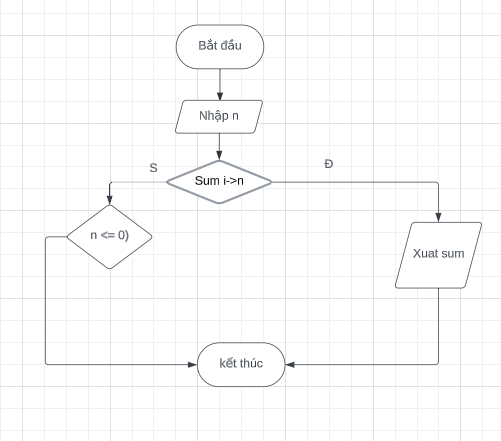 Bắt đầu
Nhập n
S
Đ
Sum i->n
n <= 0)
Xuat sum
kết thúc